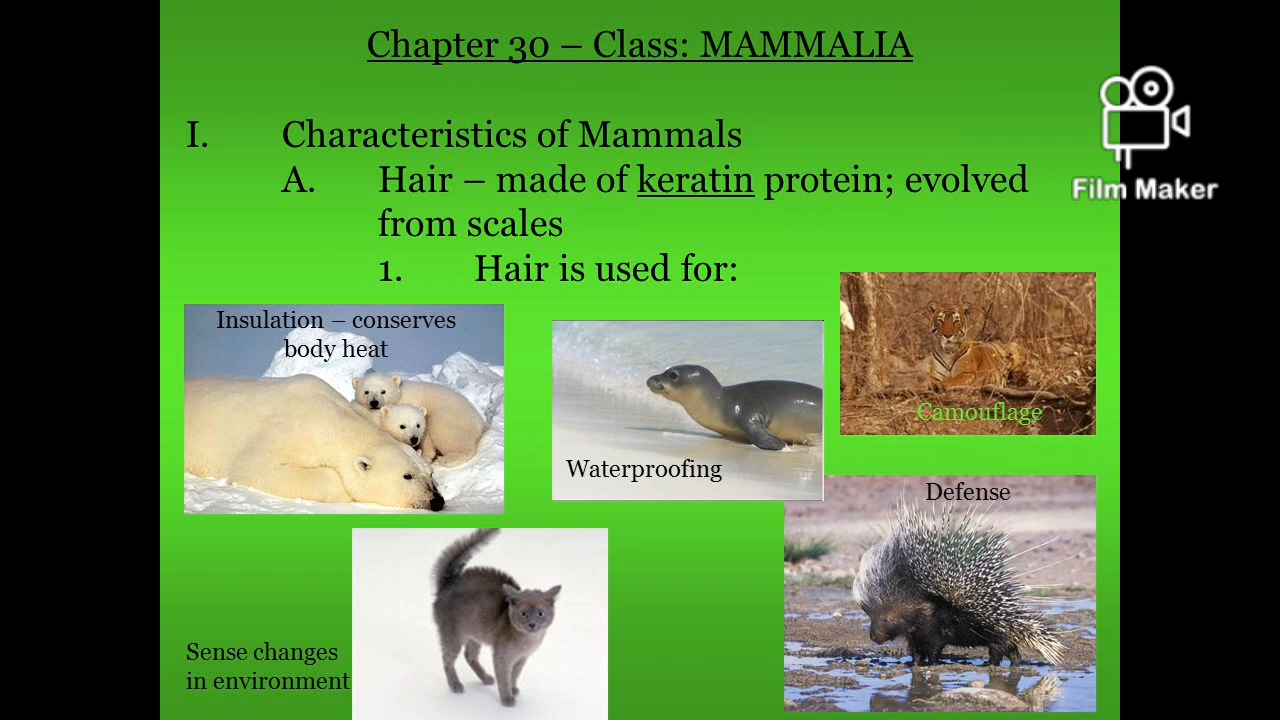 Chapter 30 – Class: MAMMALIA
I. Characteristics of Mammals
A. Hair – made of keratin protein; evolved
from scales
1. Hair is used for:
Film Maker
Insulation – conserves
body heat
Waterproofing
Camouflage
Defense
Sense changes
in environment